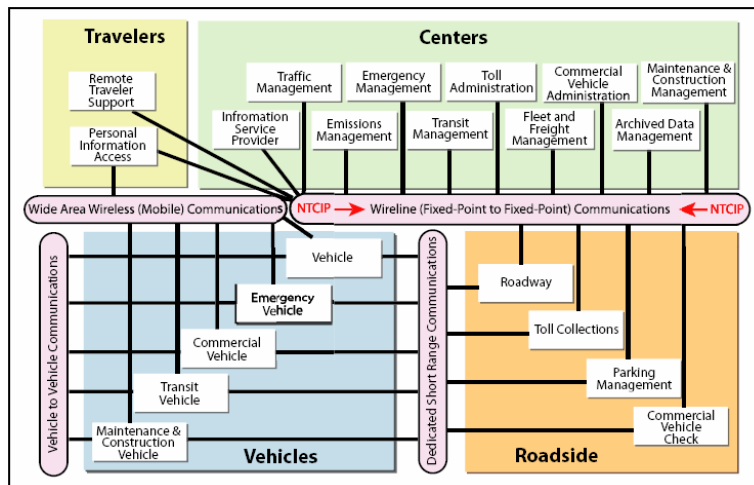 Travelers
Centers
Remote
Traveler
Support
Personal
Information
Access
Traffic
Management
Emergency
Management
Toll
Administration
Commercial
Vehicle
Administration
Maintenance &
Construction
Management
Infromation
Service
Provider
Emissions
Management
Transit
Management
Fleet and
Freight
Management
Archived Data
Management
Wide Area Wireless (Mobile) Communications
NTCIP
Wireline (Fixed-Point to Fixed-Point) Communications
NTCIP
Vehicle to Vehicle Communications
Vehicle
Emergency
Vehicle
Commercial
Vehicle
Transit
Vehicle
Maintenance &
Construction
Vehicle
Vehicles
Dedicated Short Range Communications
Roadway
Toll Collections
Parking
Management
Commercial
Vehicle
Check
Roadside